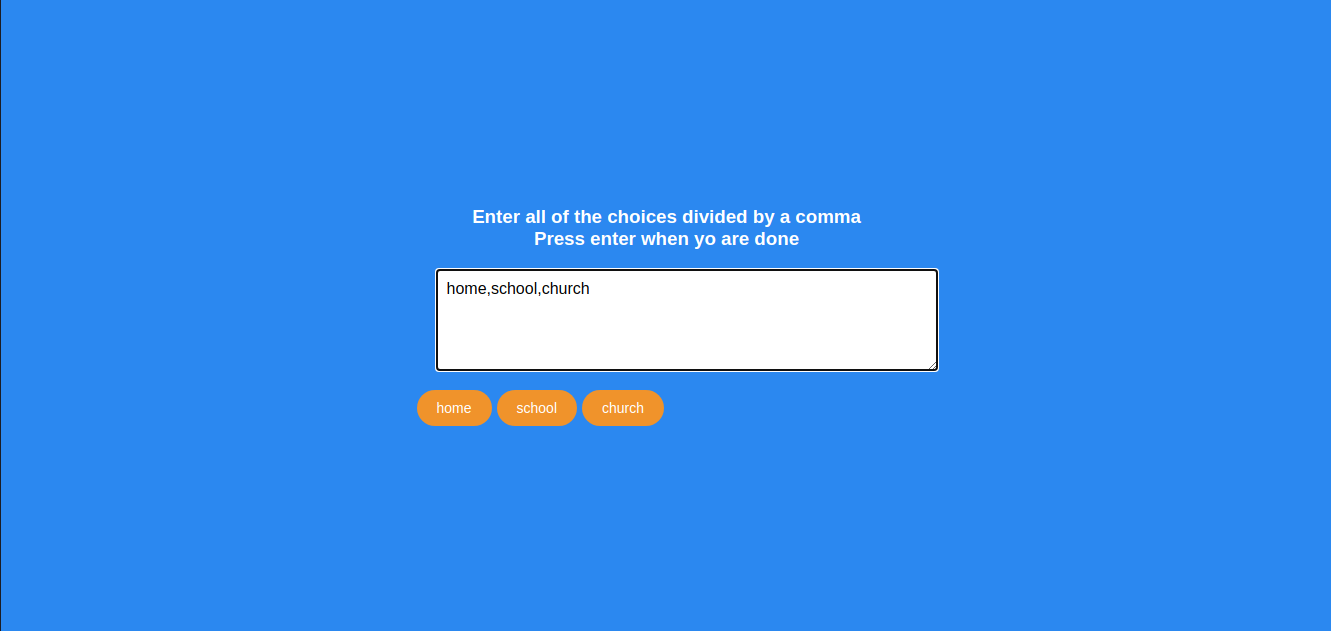 Enter all of the choices divided by a comma
Press enter when yo are done
home,school,church
home school church